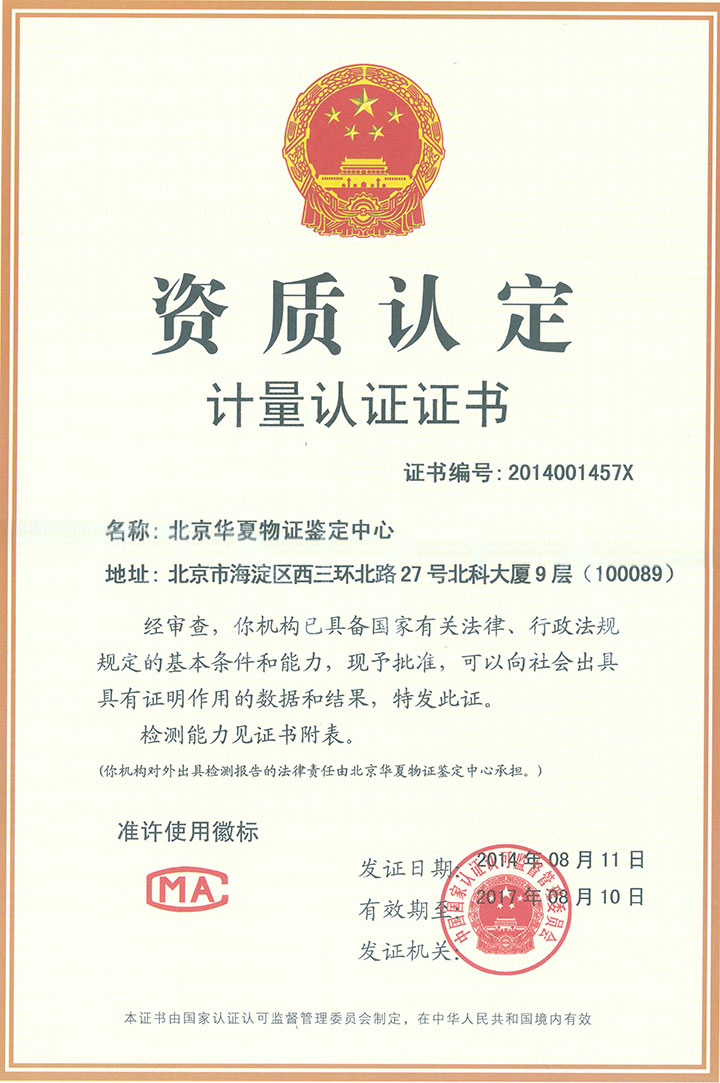 资质认定
计量认证证书
证书编号：2014001457X
名称：北京华夏物证鉴定中心
地址：北京市海淀区西三环北路27号北科大厦9层（100089）
经审查，你机构已具备国家有关法律、行政法规
规定的基本条件和能力，现予批准，可以向社会出具
具有证明作用的数据和结果，特发此证。
检测能力见证书附表。
(你机构对外出具检测报告的法律责任由北京华夏物证鉴定中心承担。)
准许使用徽标
CMA
发证日期：2014年08月11日
有效期至：2017年08月10日
发证机关：
中国国家认证认可监督管理委员会
本证书由国家认证认可监督管理委员会制定，在中华人民共和国境内有效